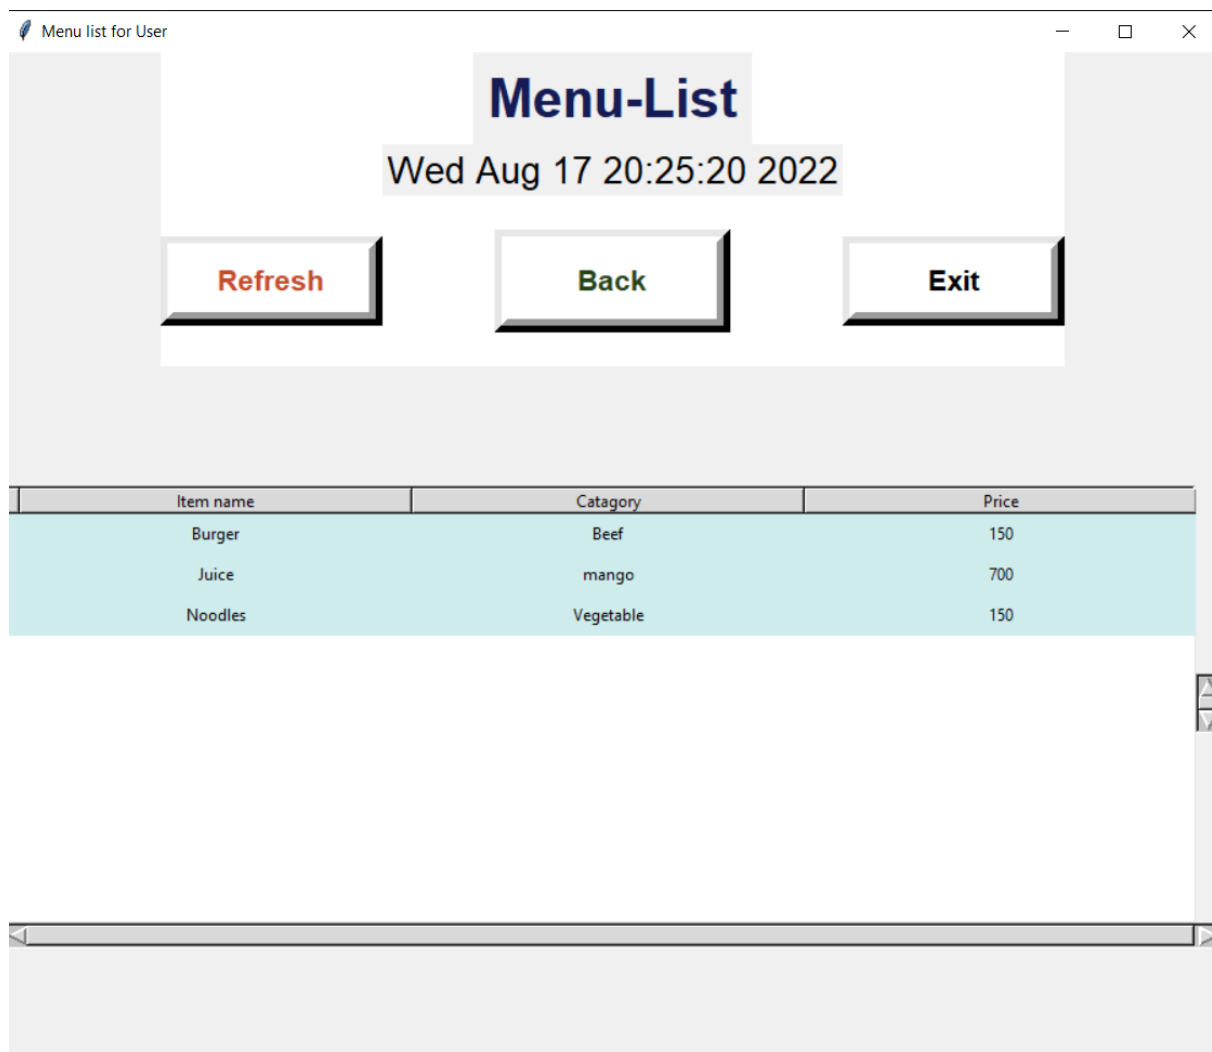 Menu list for User
Menu-List
Wed Aug 17 20:25:20 2022
Refresh Back Exit
Item name Catagory Price
Burger Beef 150
Juice mango 700
Noodles Vegetable 150